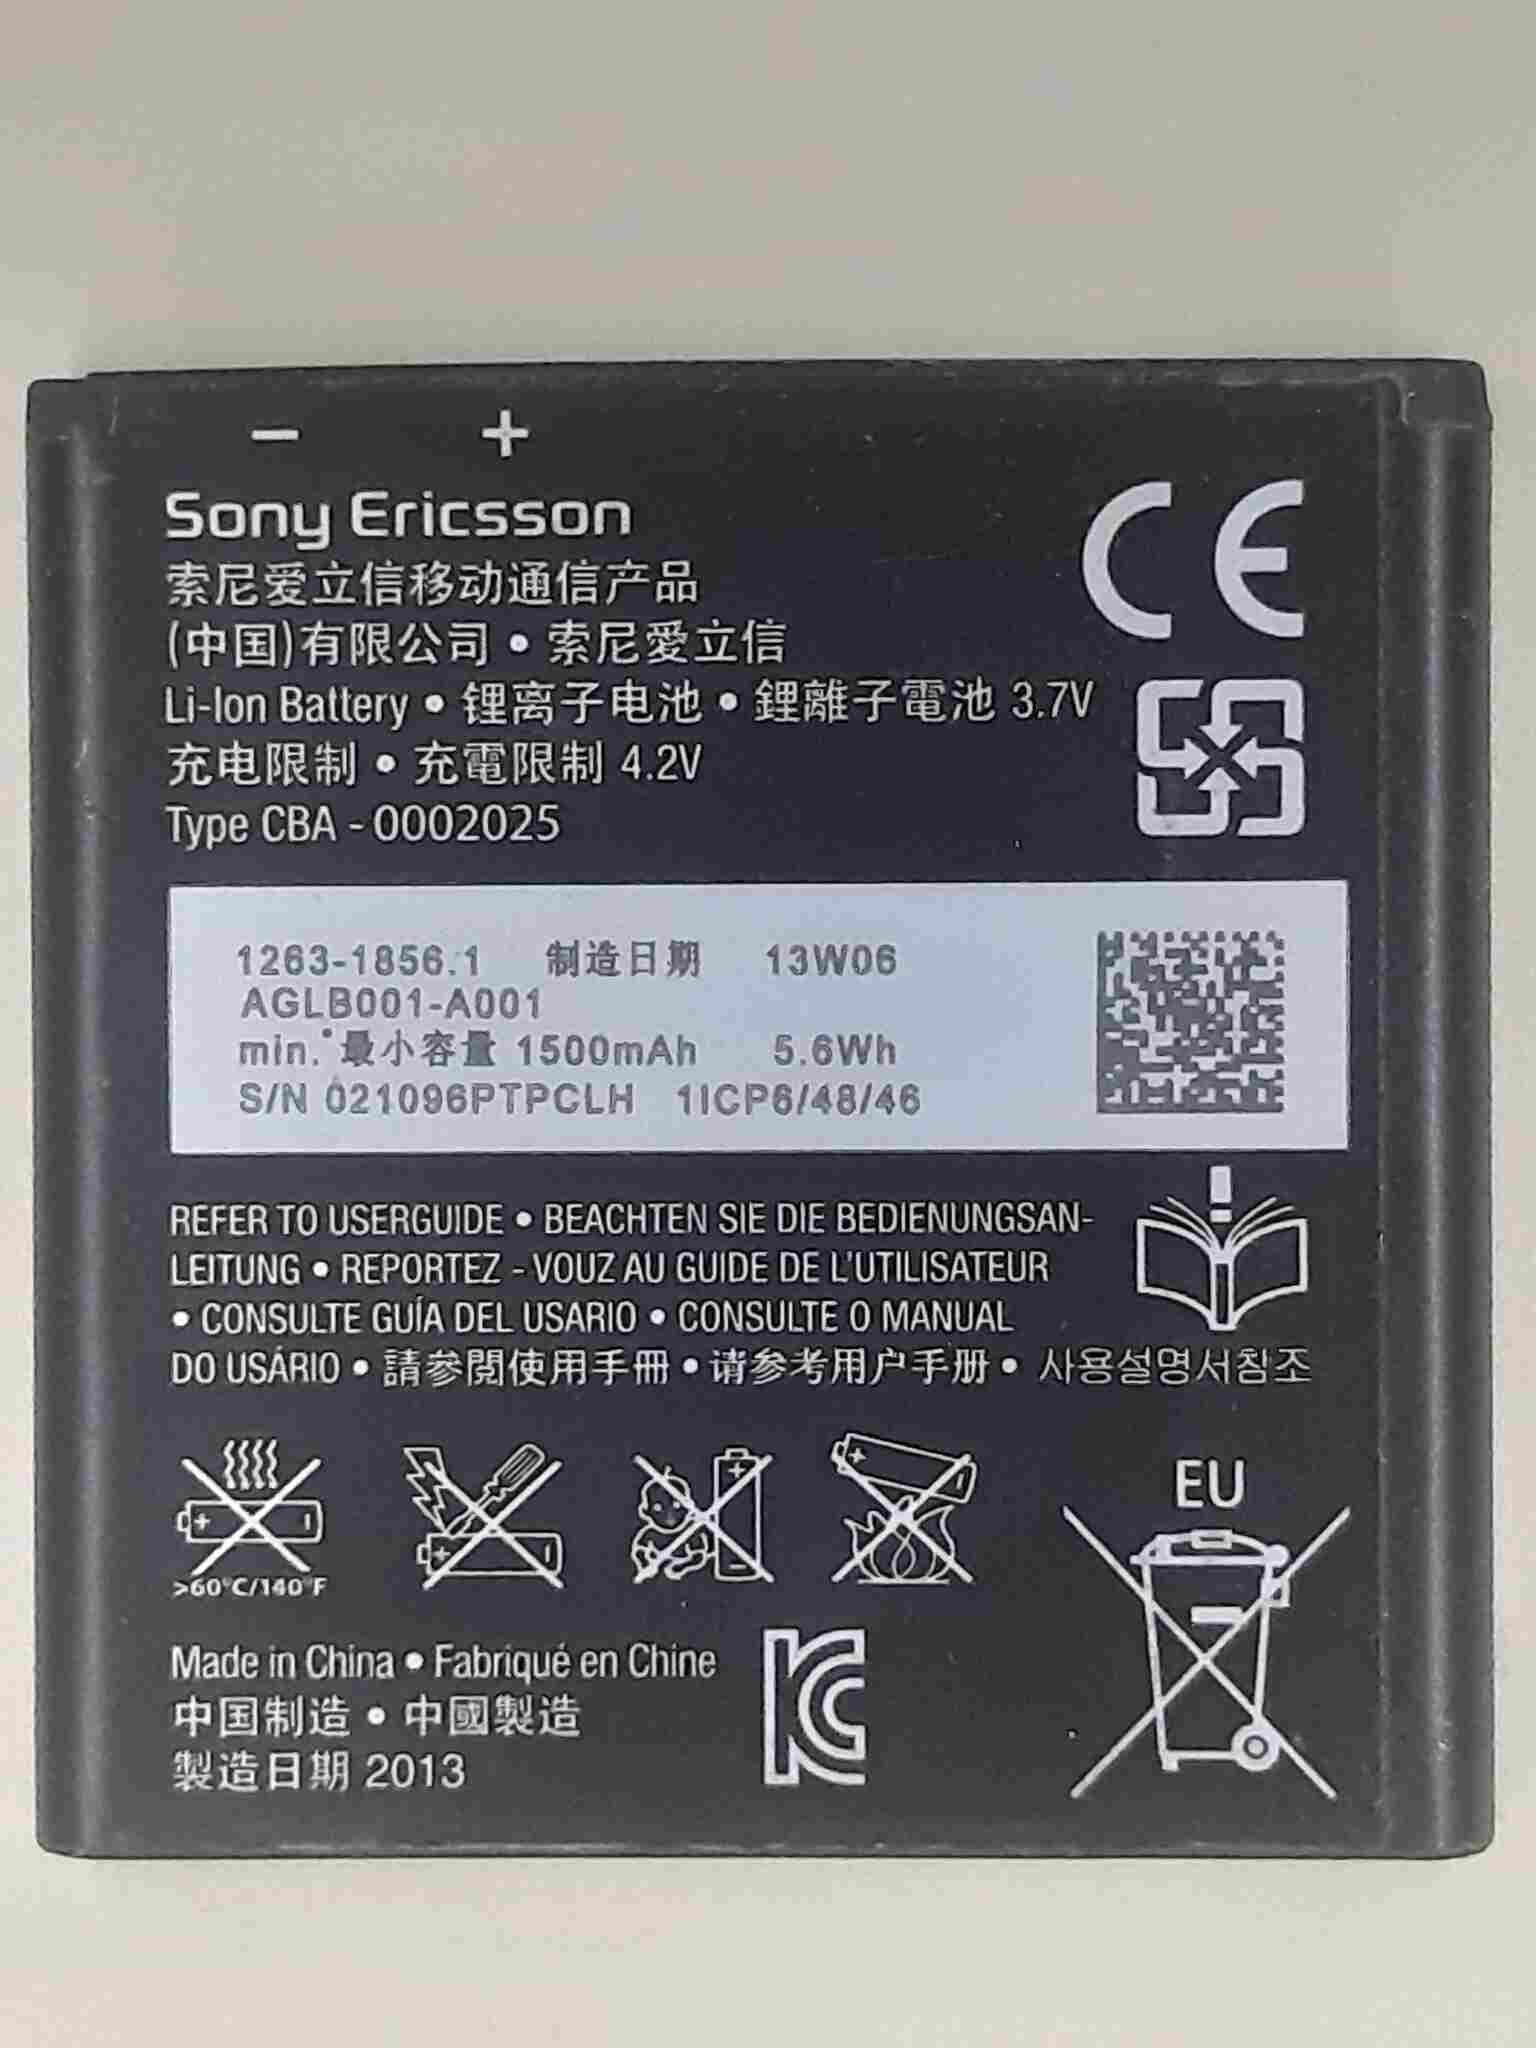 − +
Sony Ericsson
索尼爱立信移动通信产品
(中国)有限公司 • 索尼愛立信
Li-Ion Battery • 锂离子电池 • 鋰離子電池 3.7V
充电限制 • 充電限制 4.2V
Type CBA - 0002025
1263-1856.1 制造日期 13W06
AGLB001-A001
min. 最小容量 1500mAh 5.6Wh
S/N 021096PTPCLH 1ICP6/48/46
REFER TO USERGUIDE • BEACHTEN SIE DIE BEDIENUNGSAN-
LEITUNG • REPORTEZ - VOUZ AU GUIDE DE L'UTILISATEUR
• CONSULTE GUÍA DEL USARIO • CONSULTE O MANUAL
DO USÁRIO • 請參閱使用手冊 • 请参考用户手册 • 사용설명서참조
>60°C/140°F
EU
Made in China • Fabriqué en Chine
中国制造 • 中國製造
製造日期 2013